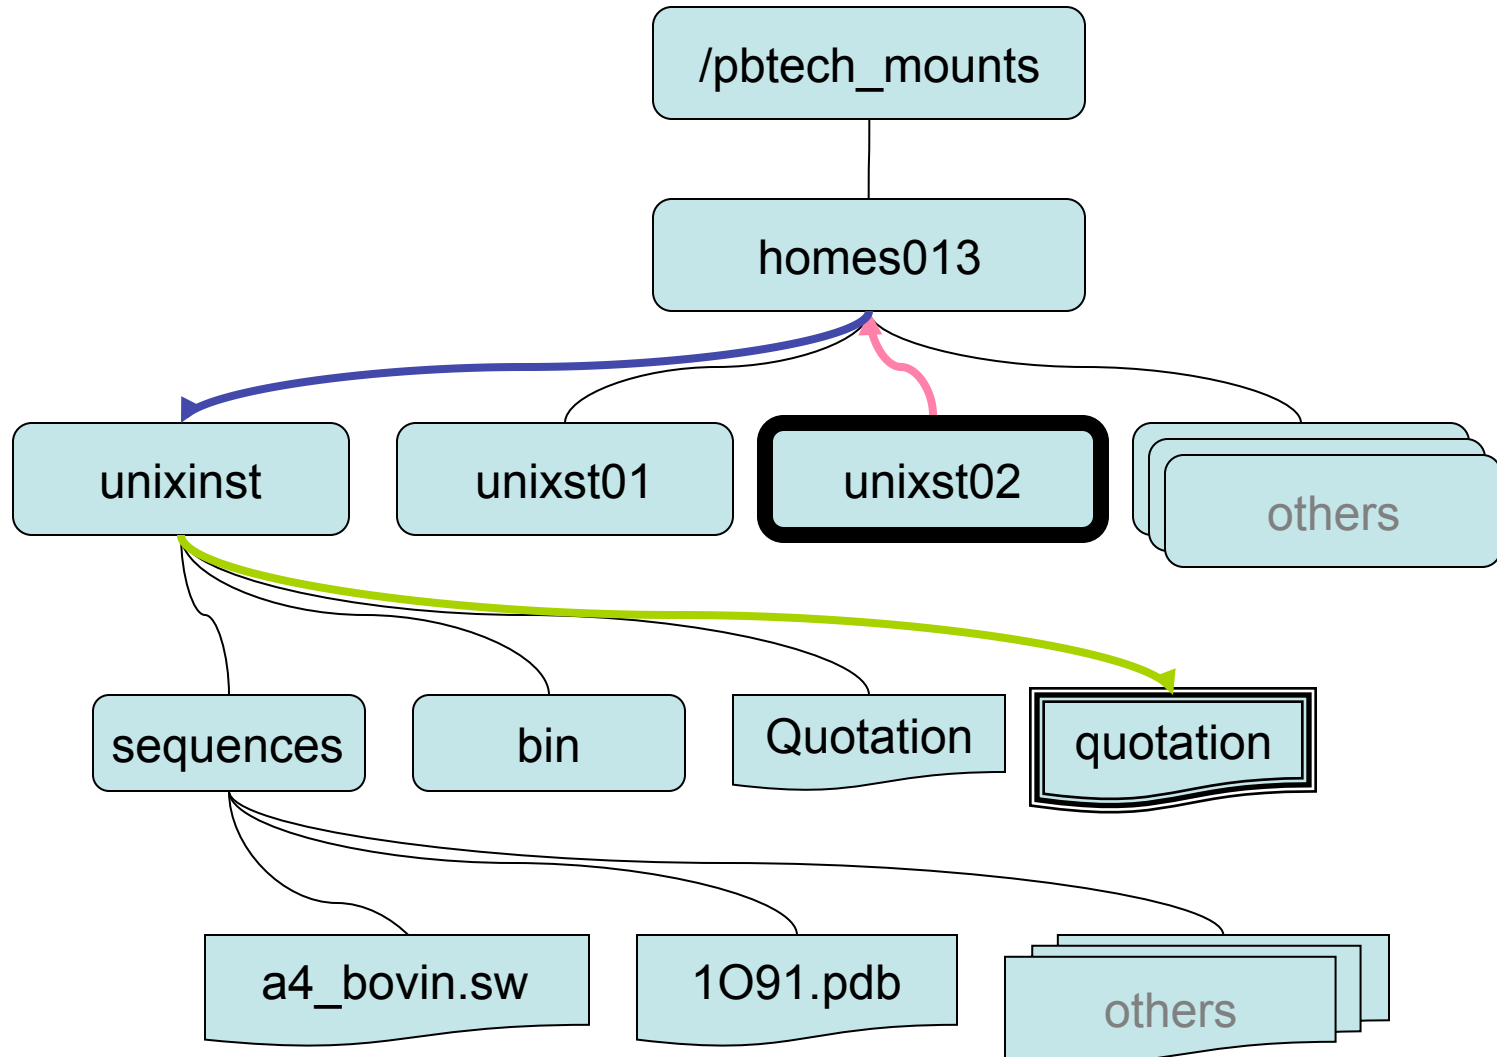 /pbtech_mounts
homes013
unixinst
unixst01
unixst02
others
sequences
bin
Quotation
quotation
a4_bovin.sw
1O91.pdb
others